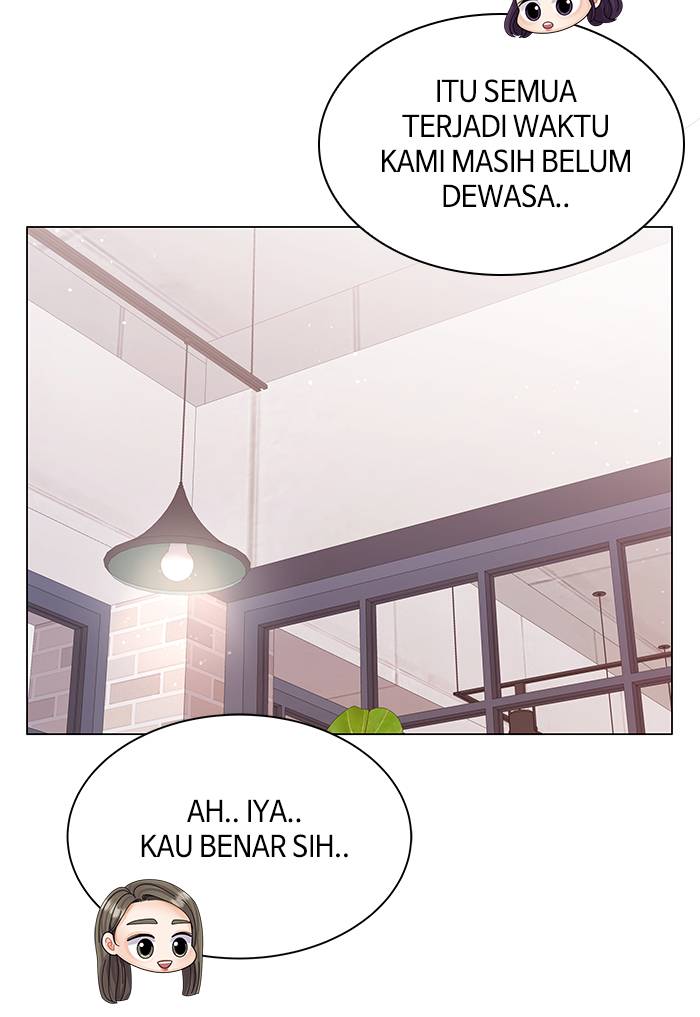 ITU SEMUA
TERJADI WAKTU
KAMI MASIH BELUM
DEWASA..
AH.. IYA..
KAU BENAR SIH..